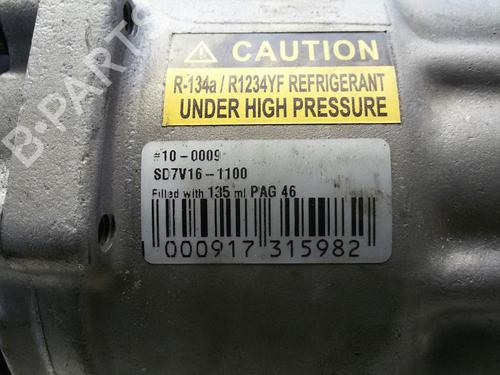 B-PARTS
CAUTION
R-134a / R1234YF REFRIGERANT
UNDER HIGH PRESSURE
#10-0009
SD7V16-1100
Filled with 135 ml PAG 46
000917 315982